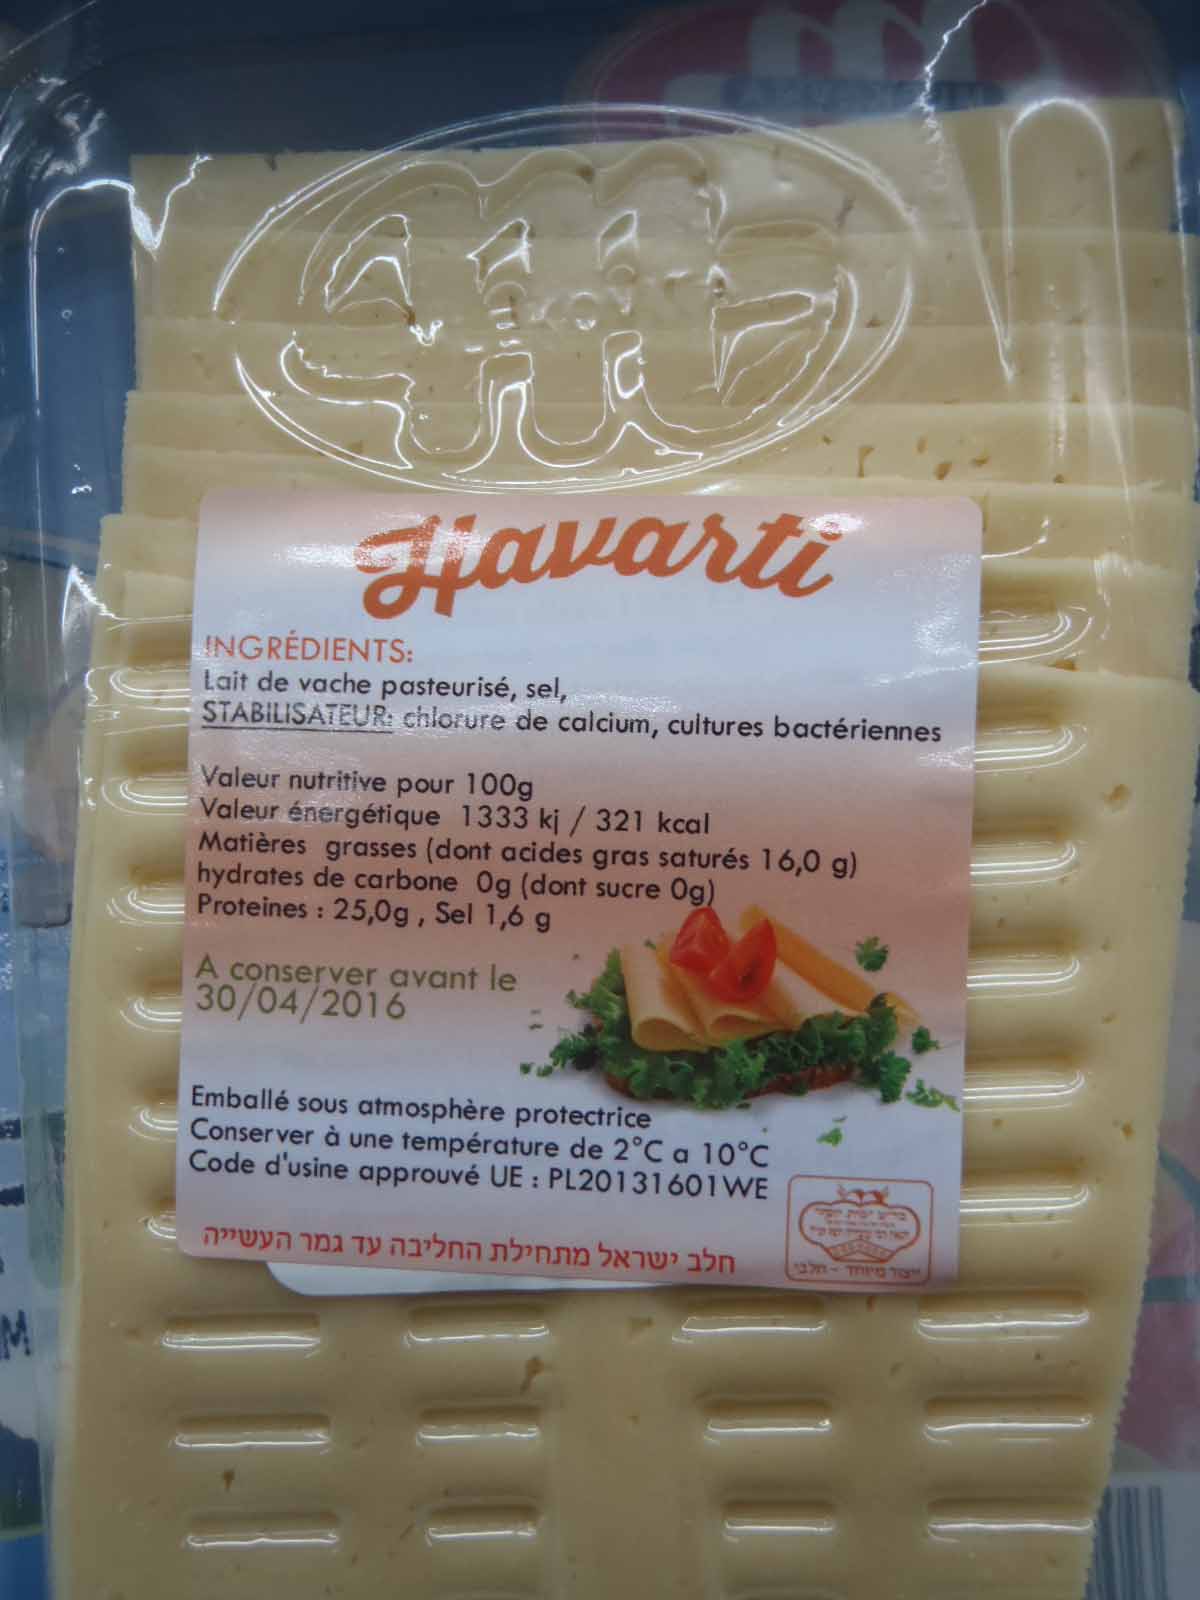 Havarti
INGRÉDIENTS:
Lait de vache pasteurisé, sel,
STABILISATEUR: chlorure de calcium, cultures bactériennes
Valeur nutritive pour 100g
Valeur énergétique 1333 kj / 321 kcal
Matières grasses (dont acides gras saturés 16,0 g)
hydrates de carbone 0g (dont sucre 0g)
Proteines : 25,0g , Sel 1,6 g
A conserver avant le
30/04/2016
Emballé sous atmosphère protectrice
Conserver à une température de 2°C a 10°C
Code d'usine approuvé UE : PL20131601WE
חלב ישראל מתחילת החליבה עד גמר העשייה
ייצור מיוחד - חלבי